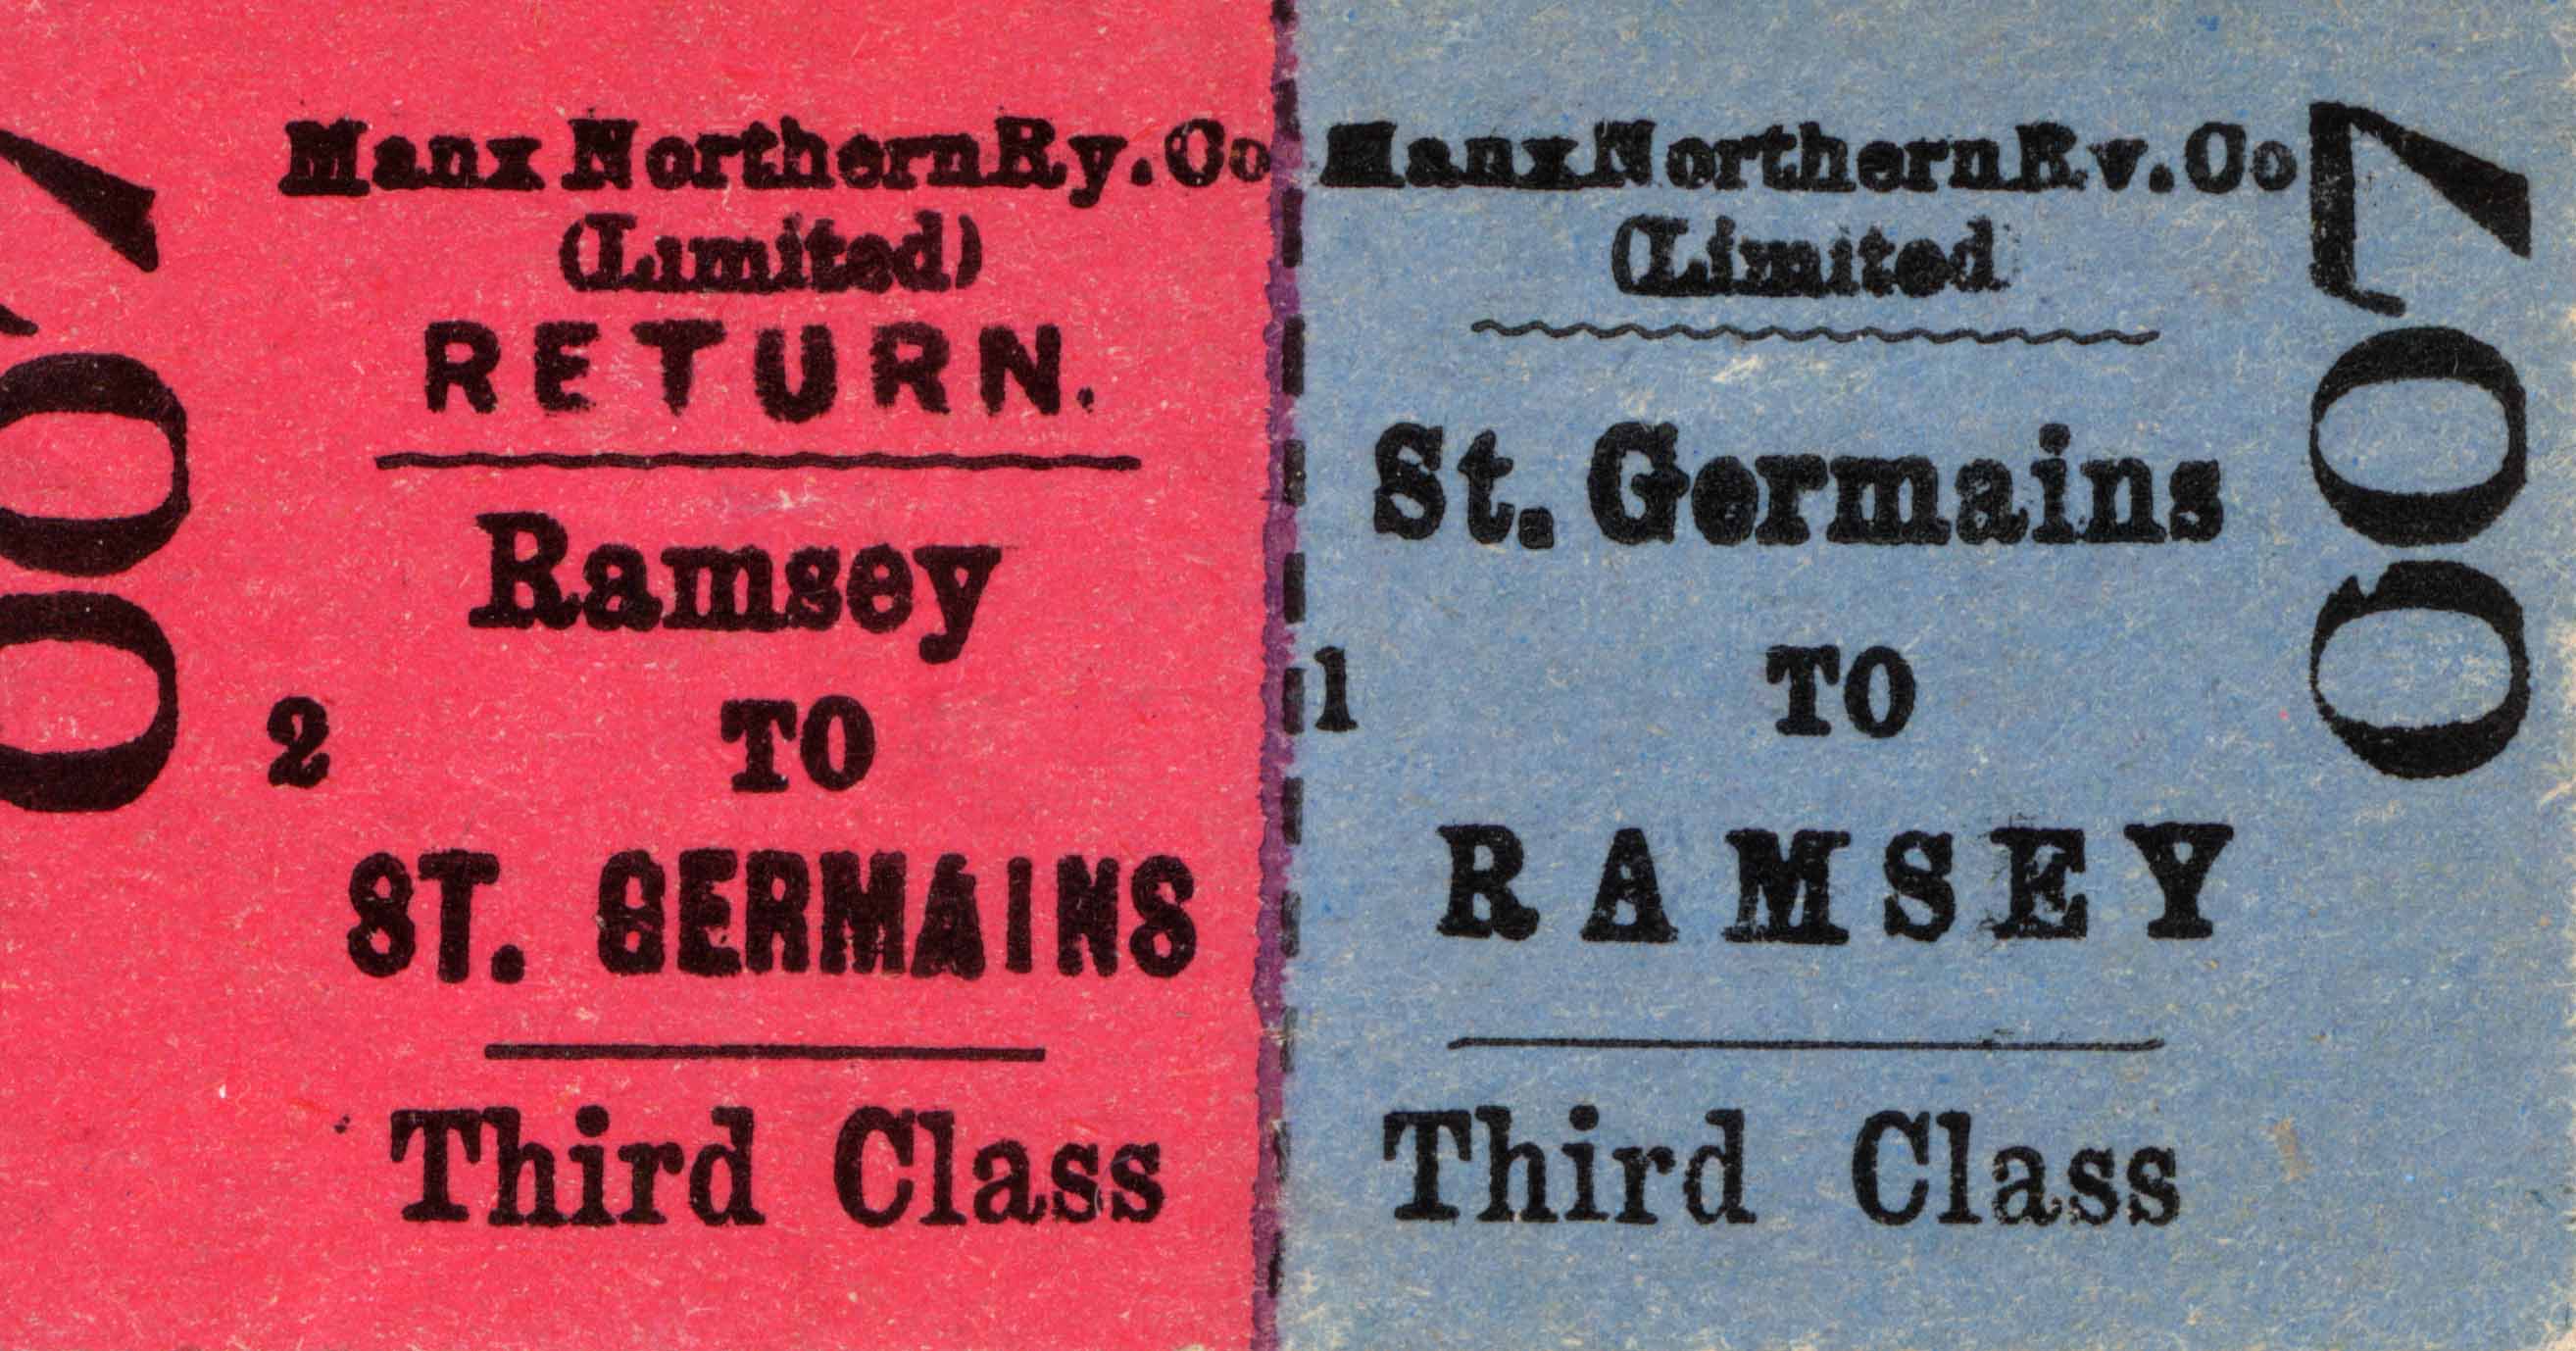 007
Manx Northern Ry. Co
(Limited)
RETURN.
Ramsey
2 TO
ST. GERMAINS
Third Class
Manx Northern Ry. Co
(Limited
St. Germains
1 TO
RAMSEY
Third Class
007